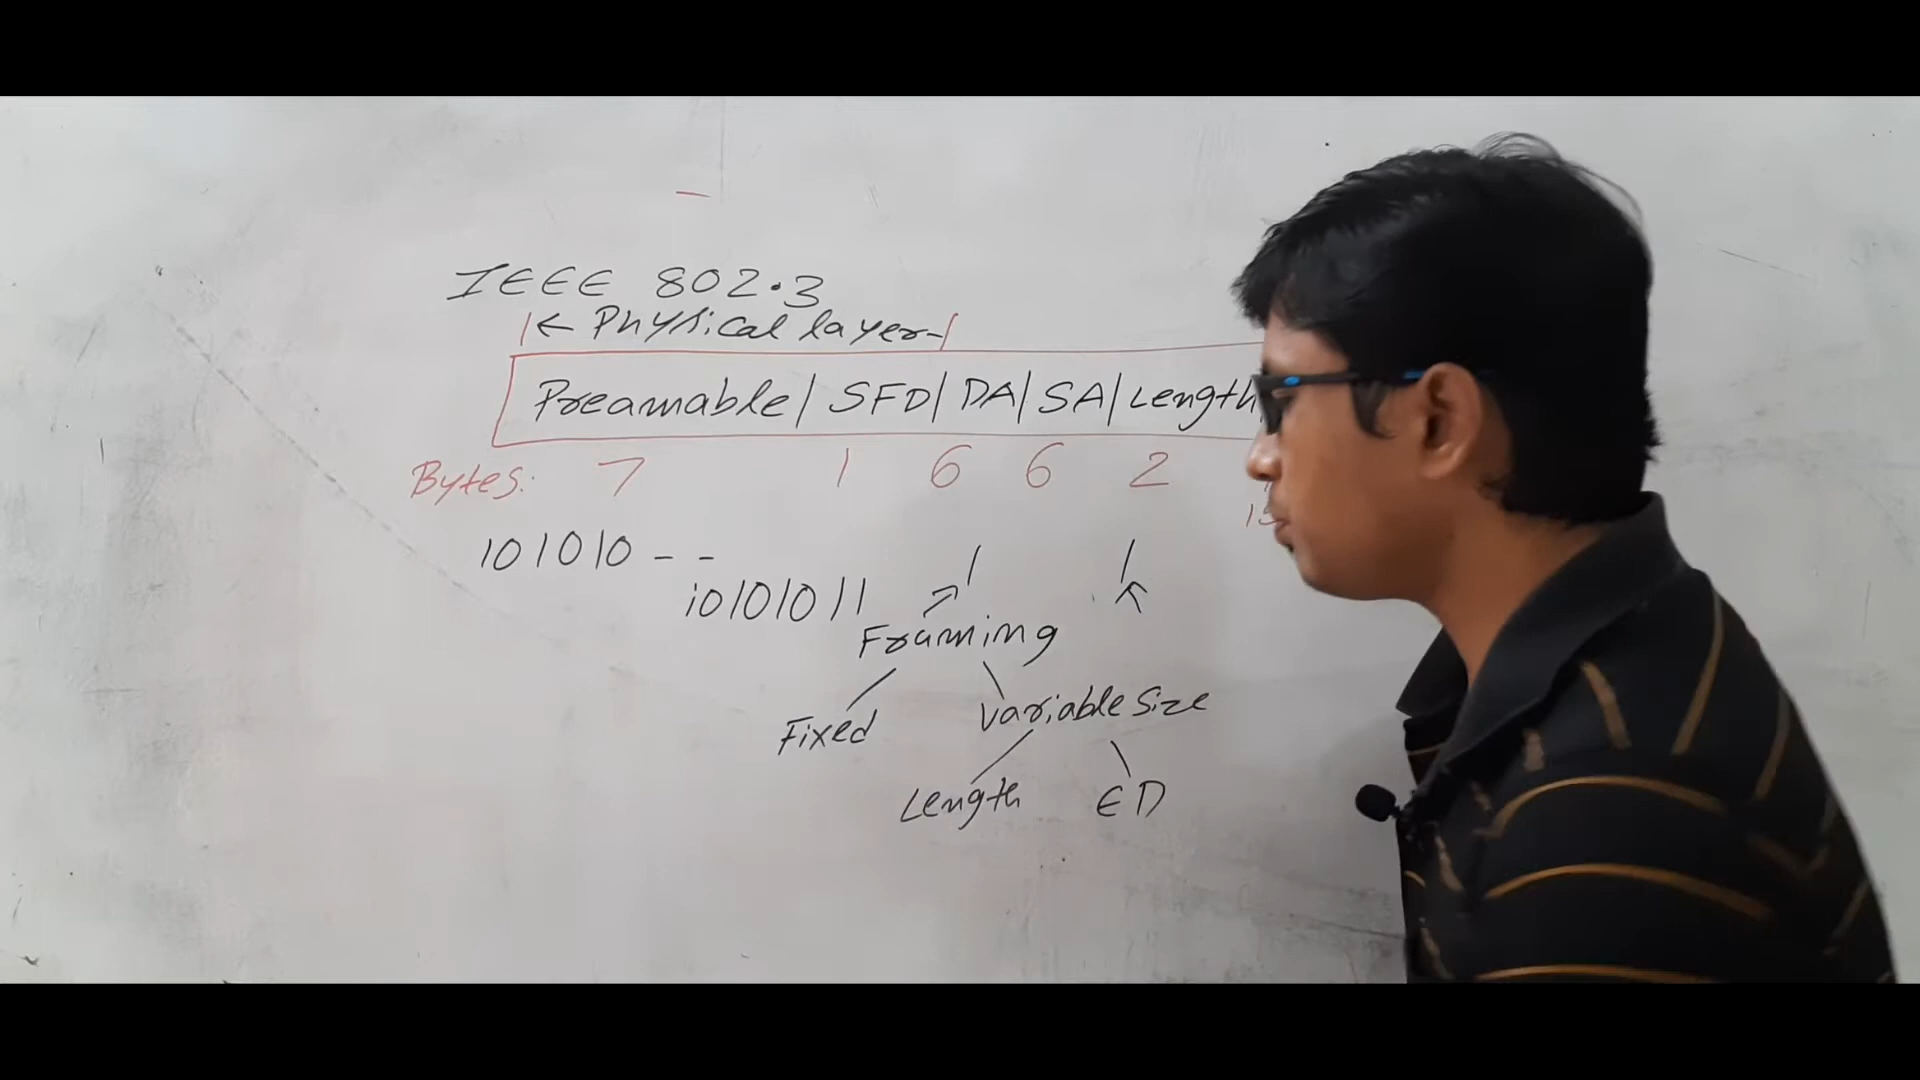 IEEE 802.3
|← Physical layer-|
Preamable | SFD | DA | SA | Length
Bytes: 7 1 6 6 2
101010 - -
10101011
Framing
Fixed Variable Size
Length ED